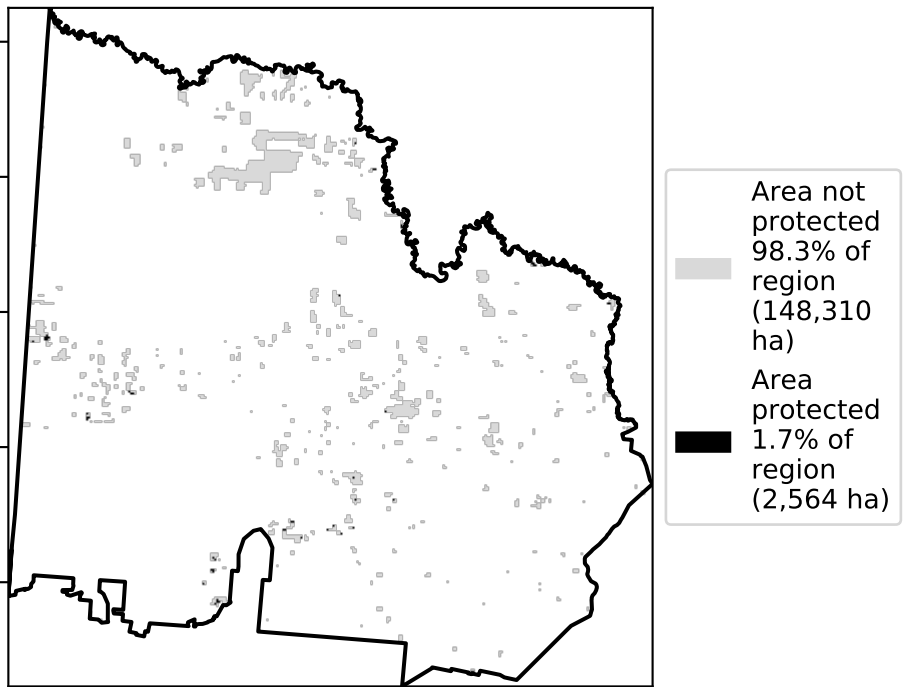 Area not
protected
98.3% of
region
(148,310
ha)
Area
protected
1.7% of
region
(2,564 ha)